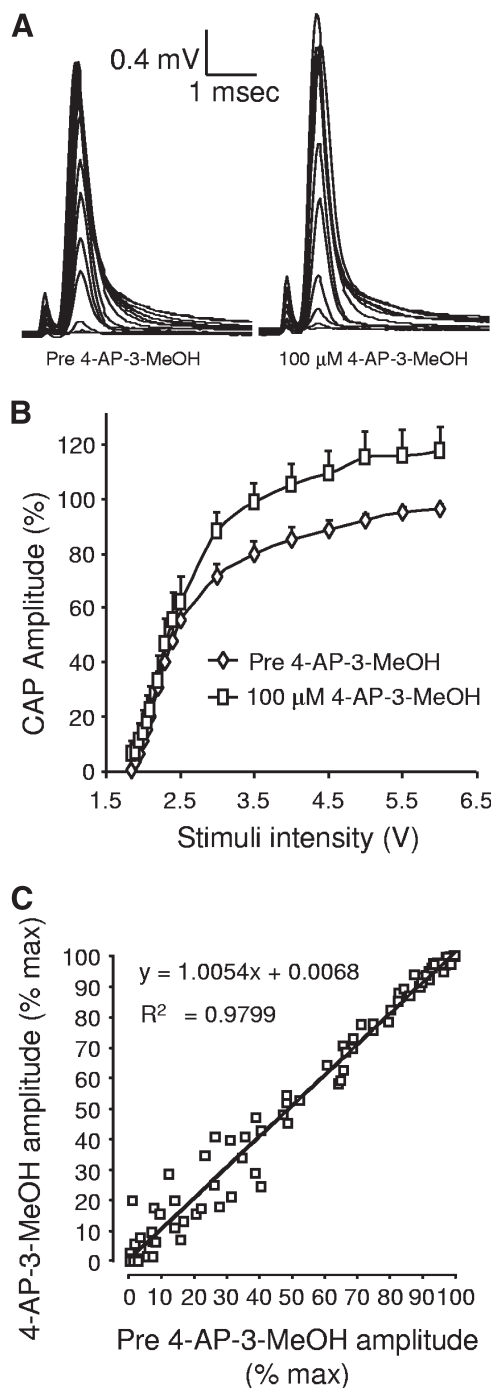 A
0.4 mV
1 msec
Pre 4-AP-3-MeOH
100 μM 4-AP-3-MeOH
B
CAP Amplitude (%)
120
100
80
60
40
20
0
1.5 2.5 3.5 4.5 5.5 6.5
Pre 4-AP-3-MeOH
100 μM 4-AP-3-MeOH
Stimuli intensity (V)
C
4-AP-3-MeOH amplitude (% max)
100
90
80
70
60
50
40
30
20
10
0
y = 1.0054x + 0.0068
R² = 0.9799
0 10 20 30 40 50 60 70 80 90 100
Pre 4-AP-3-MeOH amplitude
(% max)